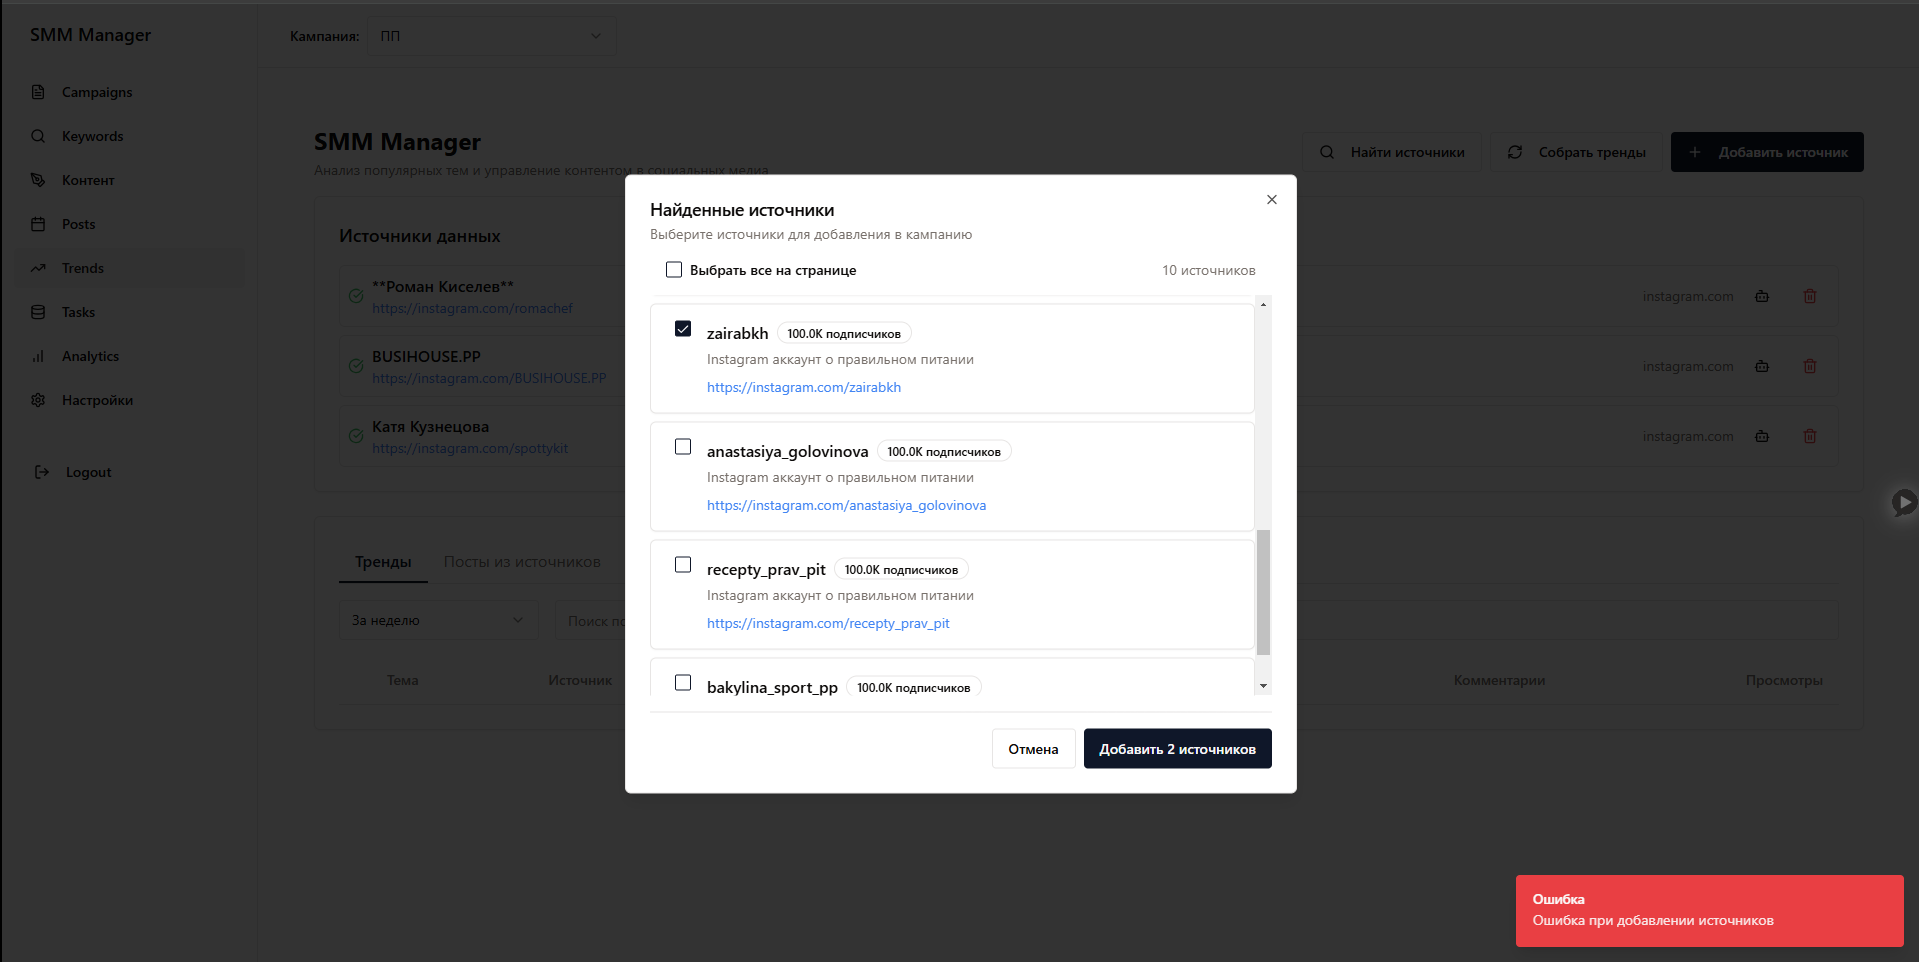 SMM Manager
Кампания:
ПП
Campaigns
Keywords
Контент
Posts
Trends
Tasks
Analytics
Настройки
Logout
SMM Manager
Анализ популярных тем и управление контентом в социальных медиа
Найти источники
Собрать тренды
Добавить источник
Источники данных
**Роман Киселев**
https://instagram.com/romachef
instagram.com
BUSIHOUSE.PP
https://instagram.com/BUSIHOUSE.PP
instagram.com
Катя Кузнецова
https://instagram.com/spottykit
instagram.com
Тренды
Посты из источников
За неделю
Поиск по
Тема
Источник
Комментарии
Просмотры
Найденные источники
Выберите источники для добавления в кампанию
Выбрать все на странице
10 источников
zairabkh
100.0K подписчиков
Instagram аккаунт о правильном питании
https://instagram.com/zairabkh
anastasiya_golovinova
100.0K подписчиков
Instagram аккаунт о правильном питании
https://instagram.com/anastasiya_golovinova
recepty_prav_pit
100.0K подписчиков
Instagram аккаунт о правильном питании
https://instagram.com/recepty_prav_pit
bakylina_sport_pp
100.0K подписчиков
Отмена
Добавить 2 источников
Ошибка
Ошибка при добавлении источников